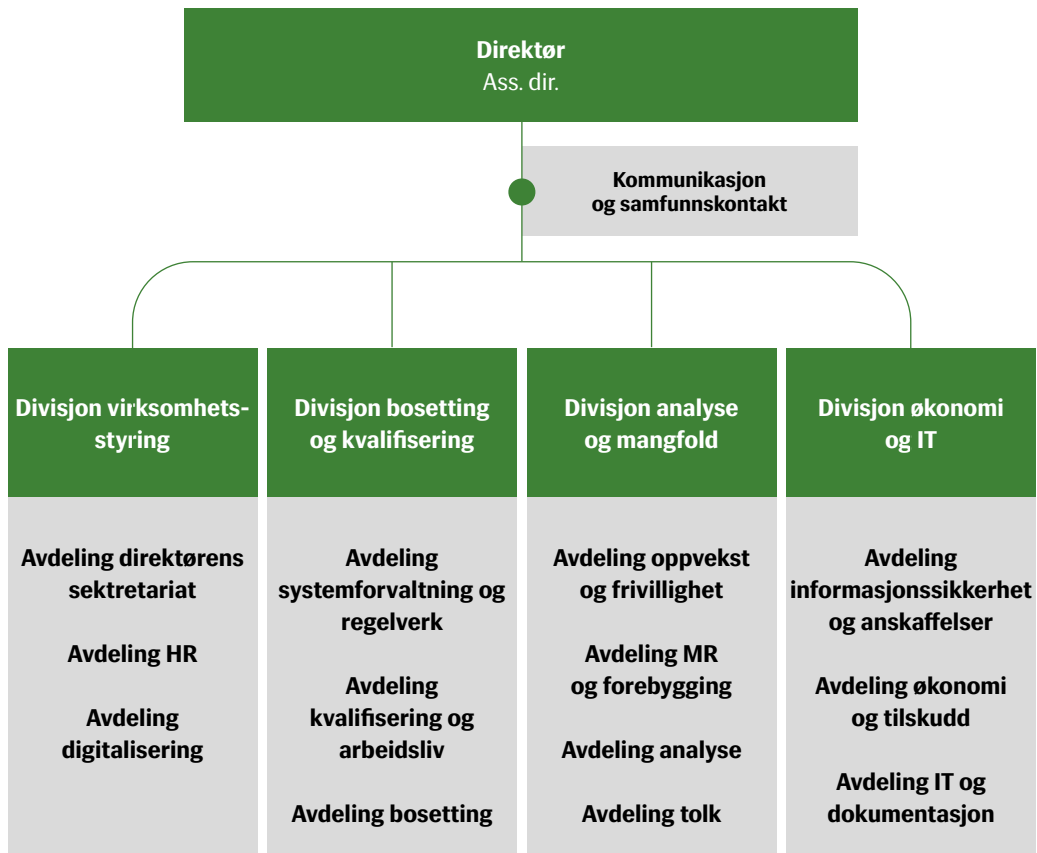 Direktør
Ass. dir.
Kommunikasjon
og samfunnskontakt
Divisjon virksomhets-
styring
Avdeling direktørens
sektretariat
Avdeling HR
Avdeling
digitalisering
Divisjon bosetting
og kvalifisering
Avdeling
systemforvaltning og
regelverk
Avdeling
kvalifisering og
arbeidsliv
Avdeling bosetting
Divisjon analyse
og mangfold
Avdeling oppvekst
og frivillighet
Avdeling MR
og forebygging
Avdeling analyse
Avdeling tolk
Divisjon økonomi
og IT
Avdeling
informasjonssikkerhet
og anskaffelser
Avdeling økonomi
og tilskudd
Avdeling IT og
dokumentasjon